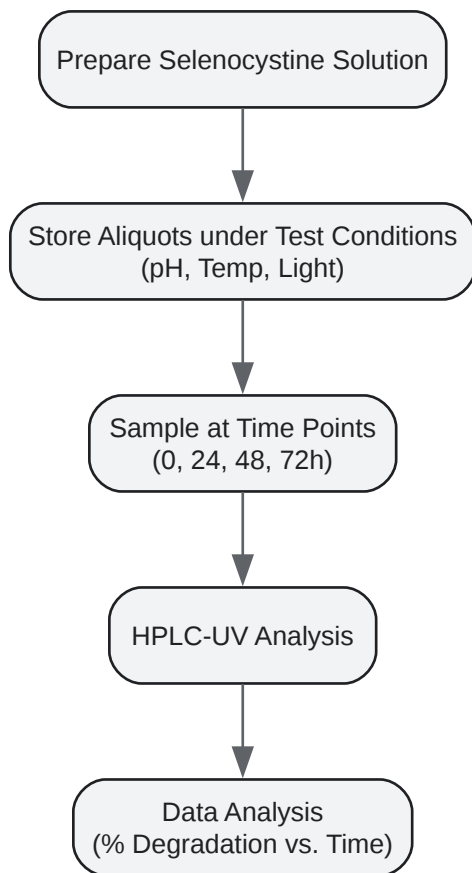 Prepare Selenocystine Solution
Store Aliquots under Test Conditions
(pH, Temp, Light)
Sample at Time Points
(0, 24, 48, 72h)
HPLC-UV Analysis
Data Analysis
(% Degradation vs. Time)